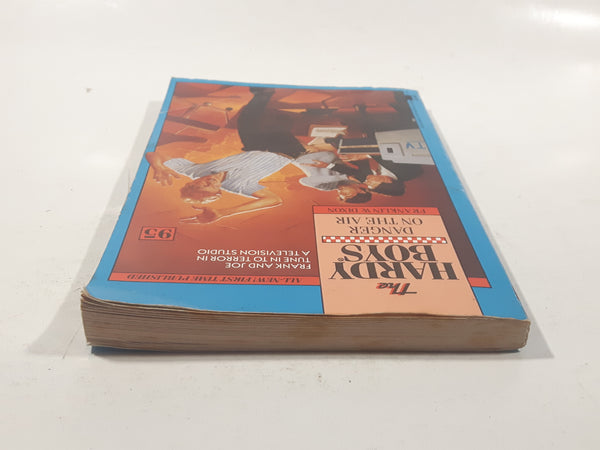 ALL-NEW! FIRST TIME PUBLISHED
The
HARDY
BOYS®
DANGER
ON THE AIR
FRANKLIN W. DIXON
FRANK AND JOE
TUNE IN TO TERROR IN
A TELEVISION STUDIO
95
TV